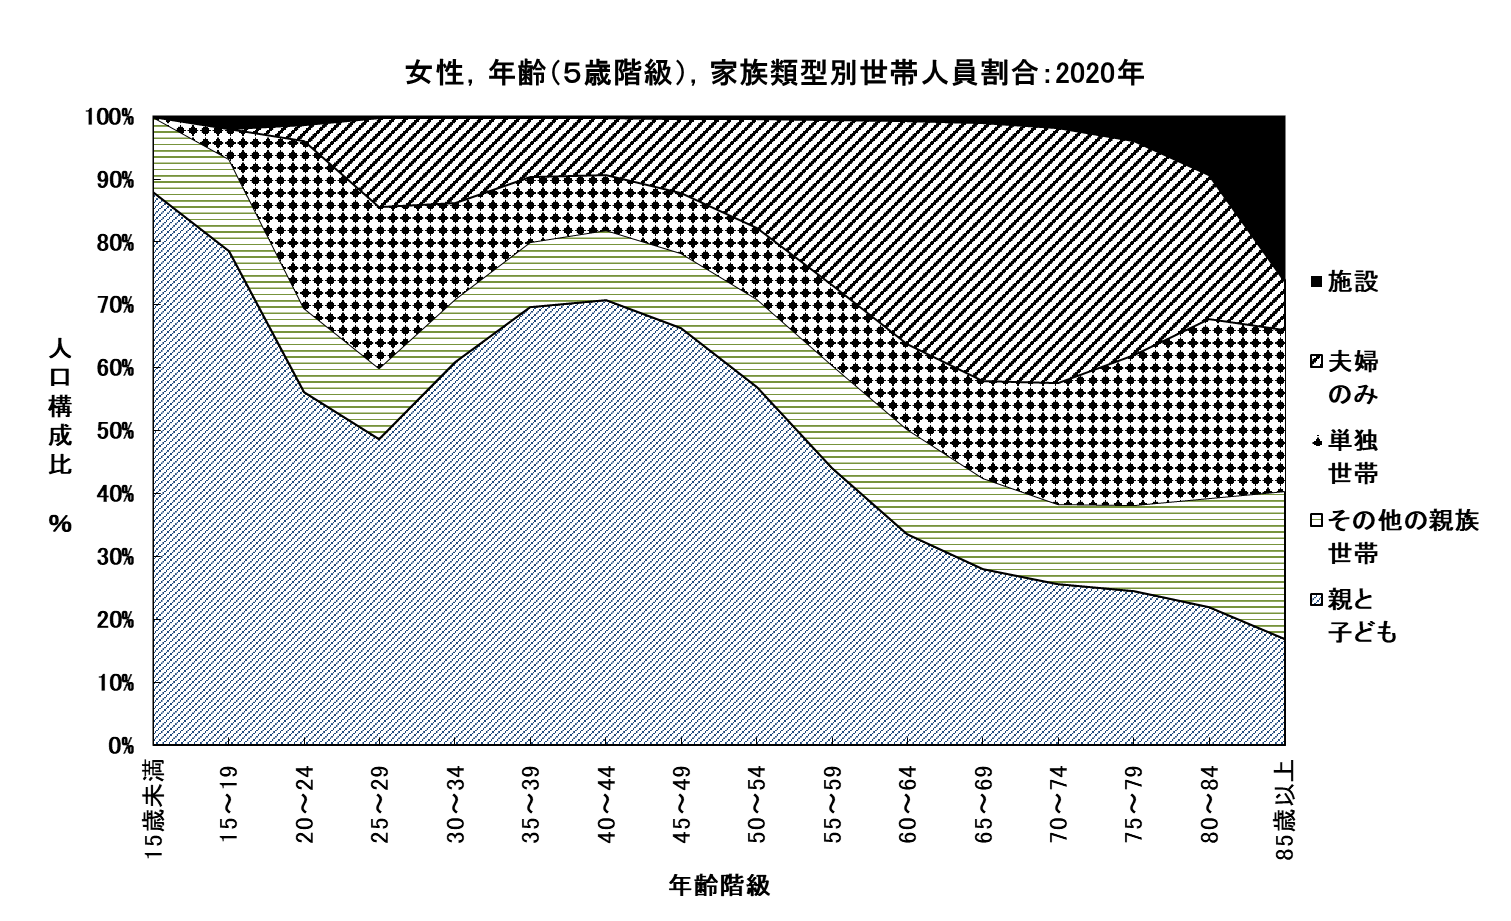 女性，年齢（５歳階級），家族類型別世帯人員割合：2020年
100%
90%
80%
70%
60%
50%
40%
30%
20%
10%
0%
人口構成比　％
15歳未満
15～19
20～24
25～29
30～34
35～39
40～44
45～49
50～54
55～59
60～64
65～69
70～74
75～79
80～84
85歳以上
年齢階級
施設
夫婦
のみ
単独
世帯
その他の親族
世帯
親と
子ども